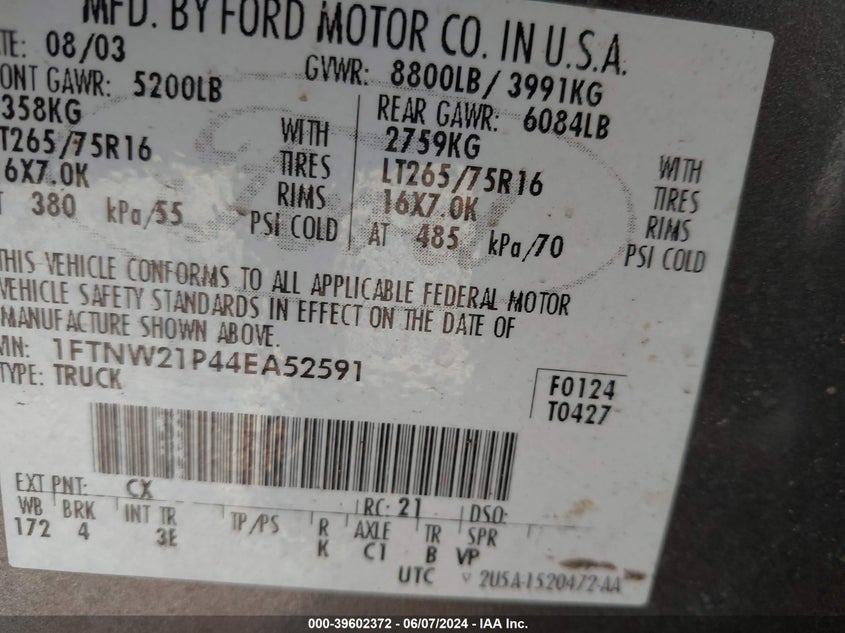 MFD. BY FORD MOTOR CO. IN U.S.A.
TE: 08/03 GVWR: 8800LB/ 3991KG
ONT GAWR: 5200LB REAR GAWR: 6084LB
358KG WITH 2759KG WITH
T265/75R16 TIRES LT265/75R16 TIRES
6X7.0K RIMS 16X7.0K RIMS
T 380 kPa/55 PSI COLD AT 485 kPa/70 PSI COLD
THIS VEHICLE CONFORMS TO ALL APPLICABLE FEDERAL MOTOR
VEHICLE SAFETY STANDARDS IN EFFECT ON THE DATE OF
MANUFACTURE SHOWN ABOVE.
VIN: 1FTNW21P44EA52591
TYPE: TRUCK
F0124
T0427
EXT PNT: CX RC: 21 DSO:
WB BRK INT TR TP/PS R AXLE TR SPR
172 4 3E K C1 B VP
UTC ▿ 2U5A-1520472-AA
000-39602372 - 06/07/2024 - IAA Inc.